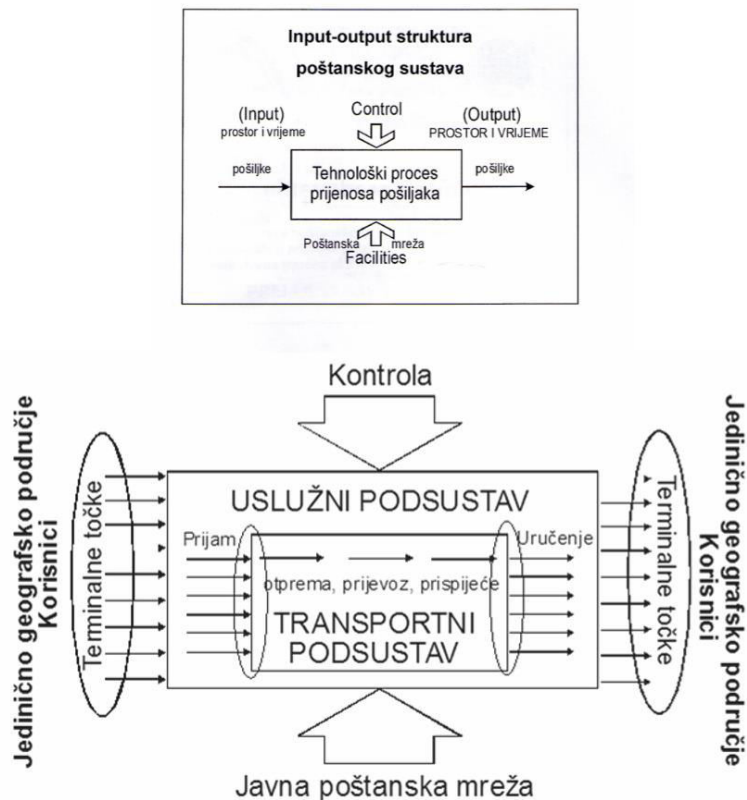 Input-output struktura
poštanskog sustava
(Input)
prostor i vrijeme
Control
(Output)
PROSTOR I VRIJEME
pošiljke
Tehnološki proces
prijenosa pošiljaka
pošiljke
Poštanska mreža
Facilities
Kontrola
Jedinično geografsko područje
Korisnici
Terminalne točke
USLUŽNI PODSUSTAV
Prijam
Uručenje
otprema, prijevoz, prispijeće
TRANSPORTNI
PODSUSTAV
Terminalne točke
Jedinično geografsko područje
Korisnici
Javna poštanska mreža